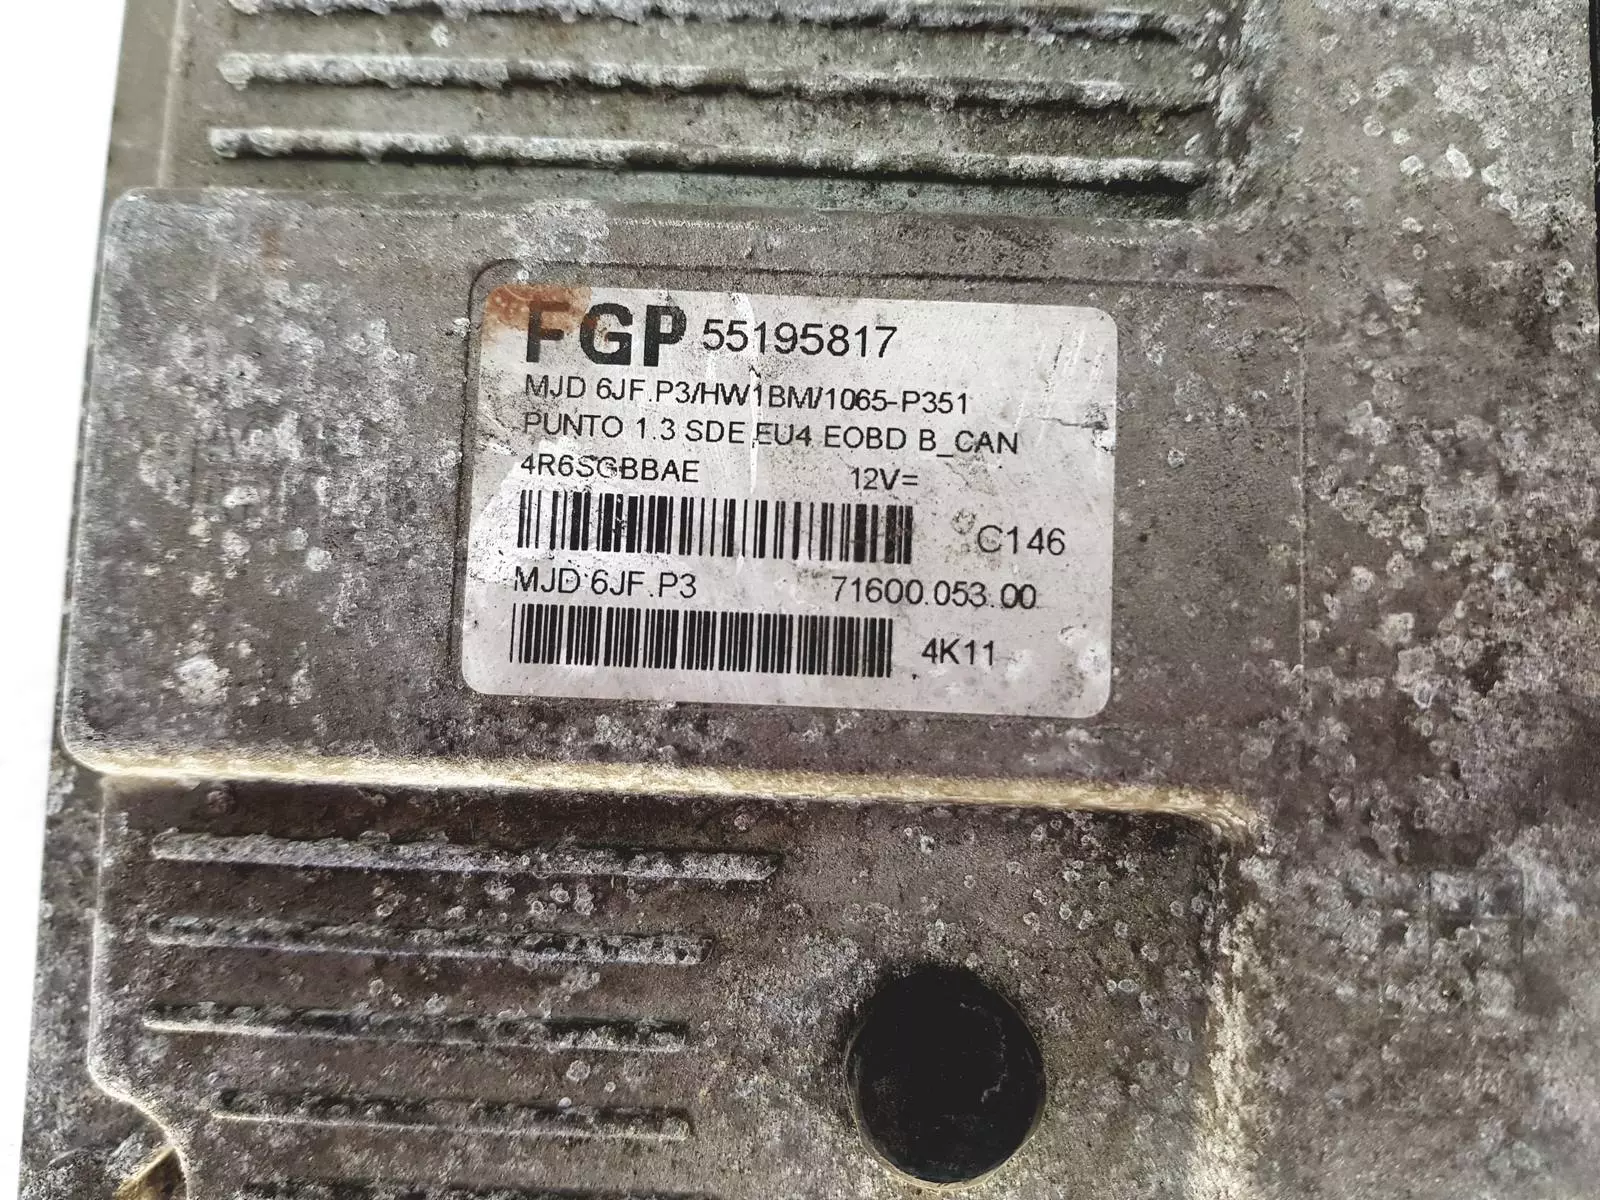 FGP 55195817
MJD 6JF.P3/HW1BM/1065-P351
PUNTO 1.3 SDE EU4 EOBD B_CAN
4R6SGBBAE 12V=
C146
MJD 6JF.P3 71600.053.00
4K11